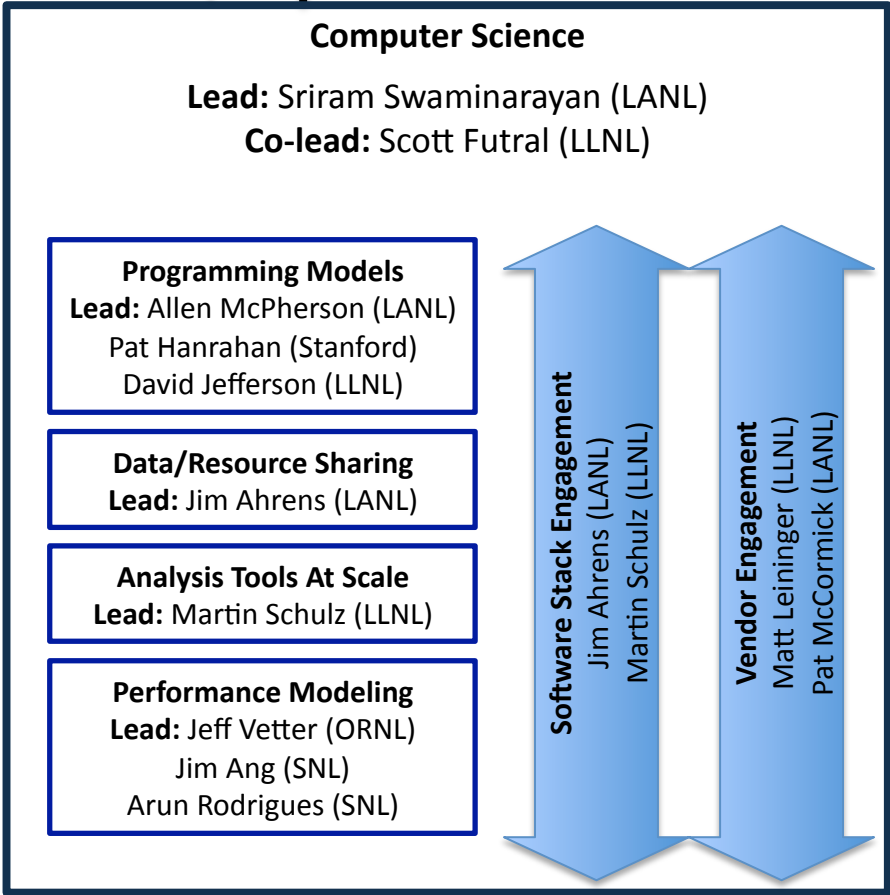 Computer Science
Lead: Sriram Swaminarayan (LANL)
Co-lead: Scott Futral (LLNL)
Programming Models
Lead: Allen McPherson (LANL)
Pat Hanrahan (Stanford)
David Jefferson (LLNL)
Data/Resource Sharing
Lead: Jim Ahrens (LANL)
Analysis Tools At Scale
Lead: Martin Schulz (LLNL)
Performance Modeling
Lead: Jeff Vetter (ORNL)
Jim Ang (SNL)
Arun Rodrigues (SNL)
Software Stack Engagement
Jim Ahrens (LANL)
Martin Schulz (LLNL)
Vendor Engagement
Matt Leininger (LLNL)
Pat McCormick (LANL)